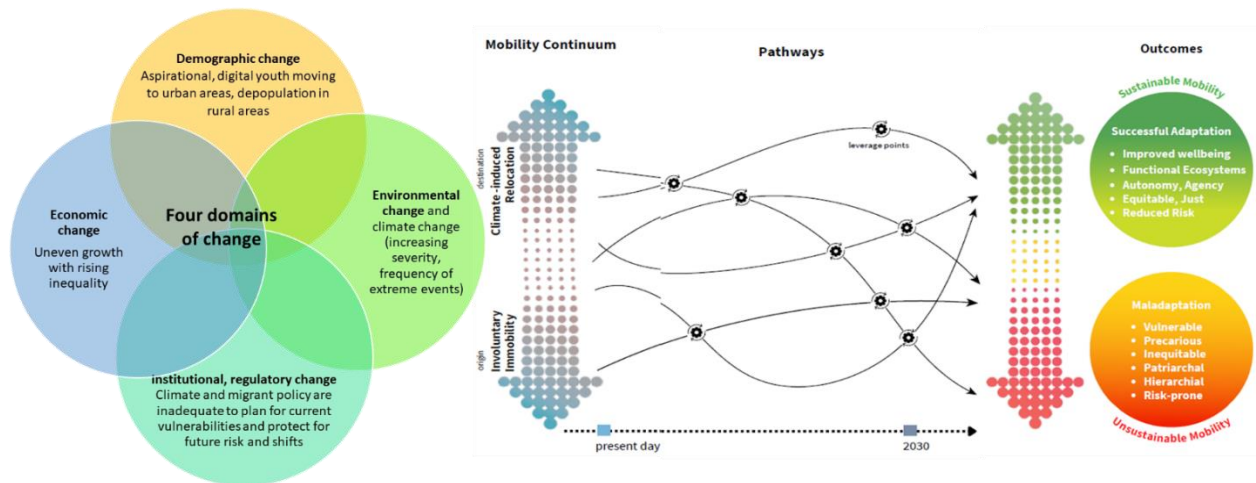 Demographic change
Aspirational, digital youth moving
to urban areas, depopulation in
rural areas
Economic
change
Uneven growth
with rising
inequality
Four domains
of change
Environmental
change and
climate change
(increasing
severity,
frequency of
extreme events)
institutional, regulatory change
Climate and migrant policy are
inadequate to plan for current
vulnerabilities and protect for
future risk and shifts
Mobility Continuum
destination
Climate-induced
Relocation
origin
Involuntary
Immobility
Pathways
leverage points
present day
2030
Outcomes
Sustainable Mobility
Successful Adaptation
• Improved wellbeing
• Functional Ecosystems
• Autonomy, Agency
• Equitable, Just
• Reduced Risk
Maladaptation
• Vulnerable
• Precarious
• Inequitable
• Patriarchal
• Hierarchial
• Risk-prone
Unsustainable Mobility